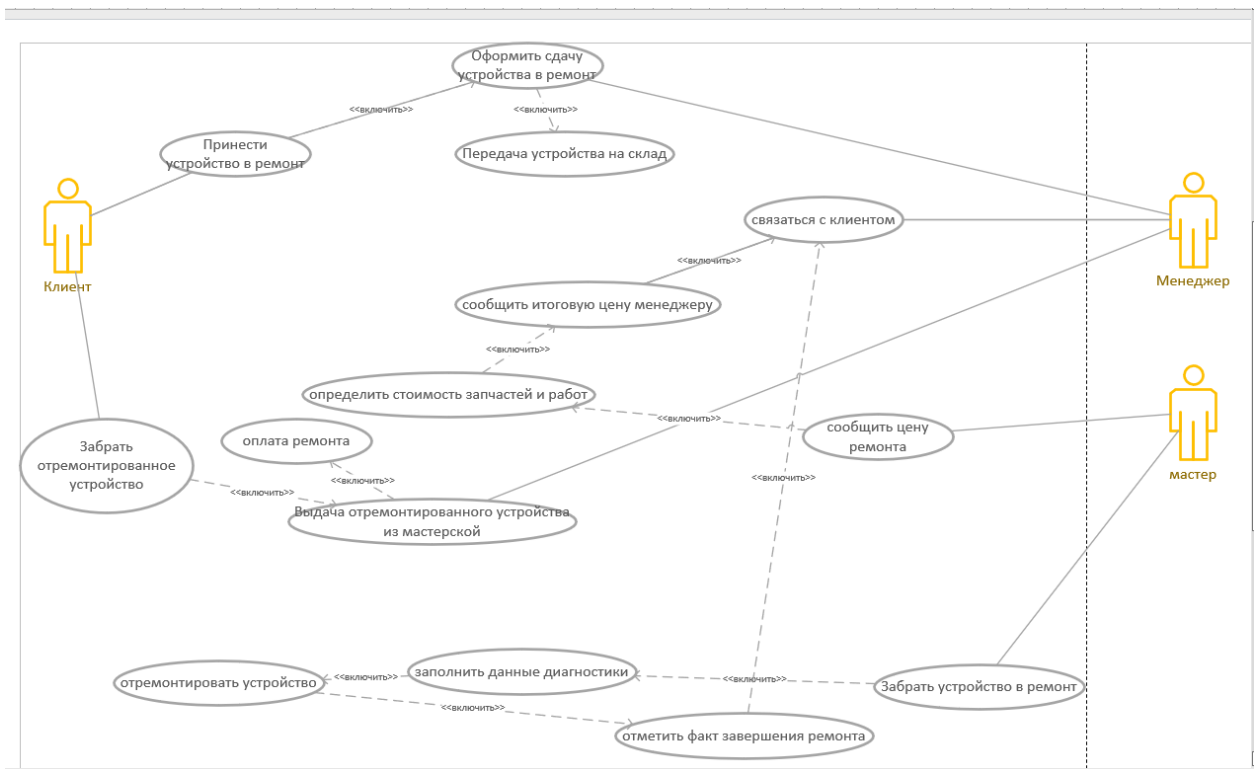 Оформить сдачу
устройства в ремонт
<<включить>>
<<включить>>
Принести
устройство в ремонт
Передача устройства на склад
связаться с клиентом
<<включить>>
Клиент
Менеджер
сообщить итоговую цену менеджеру
<<включить>>
определить стоимость запчастей и работ
<<включить>>
сообщить цену
ремонта
оплата ремонта
Забрать
отремонтированное
устройство
мастер
<<включить>>
<<включить>>
<<включить>>
Выдача отремонтированного устройства
из мастерской
заполнить данные диагностики
<<включить>>
<<включить>>
отремонтировать устройство
Забрать устройство в ремонт
<<включить>>
отметить факт завершения ремонта